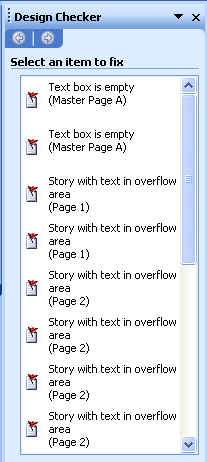 Design Checker
Select an item to fix
Text box is empty
(Master Page A)
Text box is empty
(Master Page A)
Story with text in overflow
area
(Page 1)
Story with text in overflow
area
(Page 1)
Story with text in overflow
area
(Page 2)
Story with text in overflow
area
(Page 2)
Story with text in overflow
area
(Page 2)
Story with text in overflow
area
(Page 2)